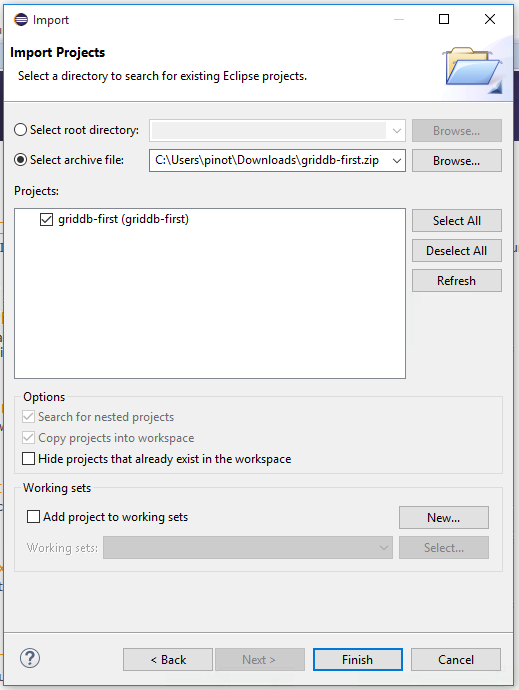 Import
Import Projects
Select a directory to search for existing Eclipse projects.
Select root directory:
Browse...
Select archive file:
C:\Users\pinot\Downloads\griddb-first.zip
Browse...
Projects:
griddb-first (griddb-first)
Select All
Deselect All
Refresh
Options
Search for nested projects
Copy projects into workspace
Hide projects that already exist in the workspace
Working sets
Add project to working sets
New...
Working sets:
Select...
?
< Back
Next >
Finish
Cancel